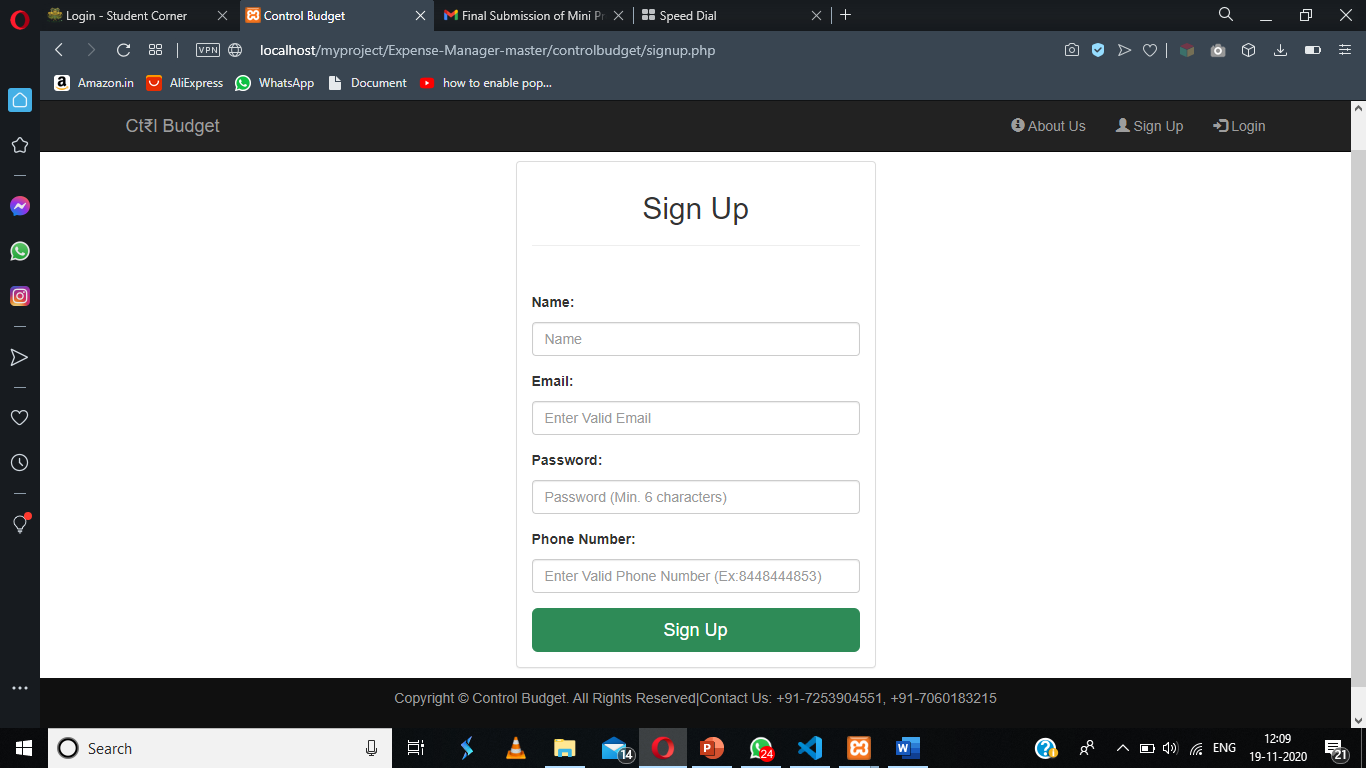 Login - Student Corner
Control Budget
Final Submission of Mini Pr
Speed Dial
VPN
localhost/myproject/Expense-Manager-master/controlbudget/signup.php
Amazon.in
AliExpress
WhatsApp
Document
how to enable pop...
Ct₹l Budget
About Us
Sign Up
Login
Sign Up
Name:
Name
Email:
Enter Valid Email
Password:
Password (Min. 6 characters)
Phone Number:
Enter Valid Phone Number (Ex:8448444853)
Sign Up
Copyright © Control Budget. All Rights Reserved|Contact Us: +91-7253904551, +91-7060183215
Search
14
24
ENG
12:09
19-11-2020
21